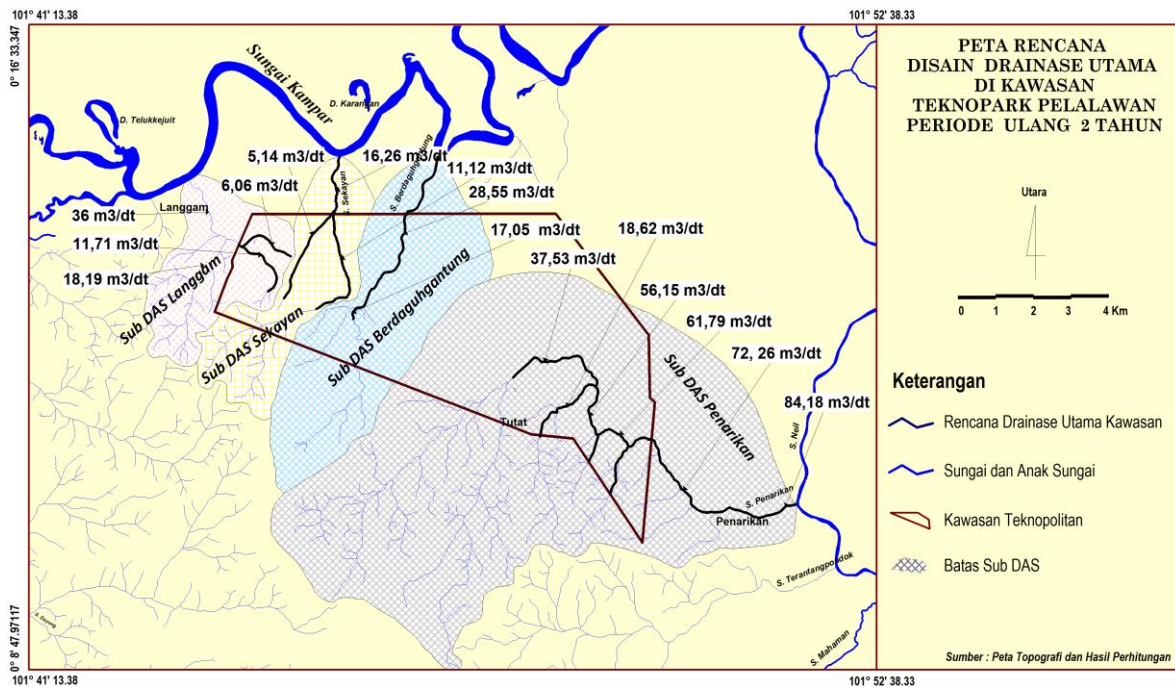 101° 41' 13.38
101° 52' 38.33
0° 16' 33.347
Sungai Kampar
D. Karangan
D. Telukkejuit
5,14 m3/dt
16,26 m3/dt
11,12 m3/dt
6,06 m3/dt
28,55 m3/dt
S. Sekayan
S. Berdaguhgantung
Langgam
36 m3/dt
17,05 m3/dt
18,62 m3/dt
11,71 m3/dt
37,53 m3/dt
18,19 m3/dt
56,15 m3/dt
61,79 m3/dt
72, 26 m3/dt
84,18 m3/dt
Sub DAS Langgam
Sub DAS Sekayan
Sub DAS Berdaguhgantung
Sub DAS Penarikan
Tutat
S. Neil
S. Penarikan
Penarikan
S. Terantangpondok
S. Mahaman
0° 8' 47.97117
101° 41' 13.38
101° 52' 38.33
PETA RENCANA
DISAIN DRAINASE UTAMA
DI KAWASAN
TEKNOPARK PELALAWAN
PERIODE ULANG 2 TAHUN
Utara
0 1 2 3 4 Km
Keterangan
Rencana Drainase Utama Kawasan
Sungai dan Anak Sungai
Kawasan Teknopolitan
Batas Sub DAS
Sumber : Peta Topografi dan Hasil Perhitungan